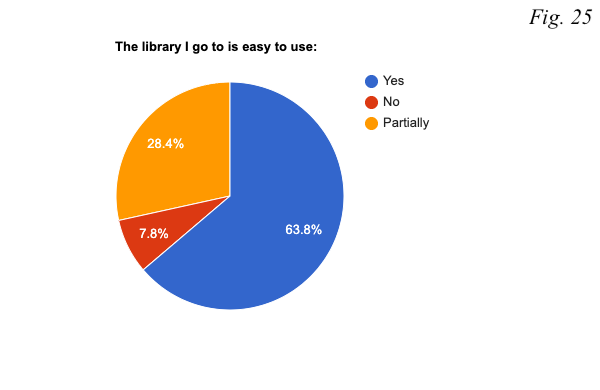 Fig. 25
The library I go to is easy to use:
Yes
No
Partially
28.4%
7.8%
63.8%